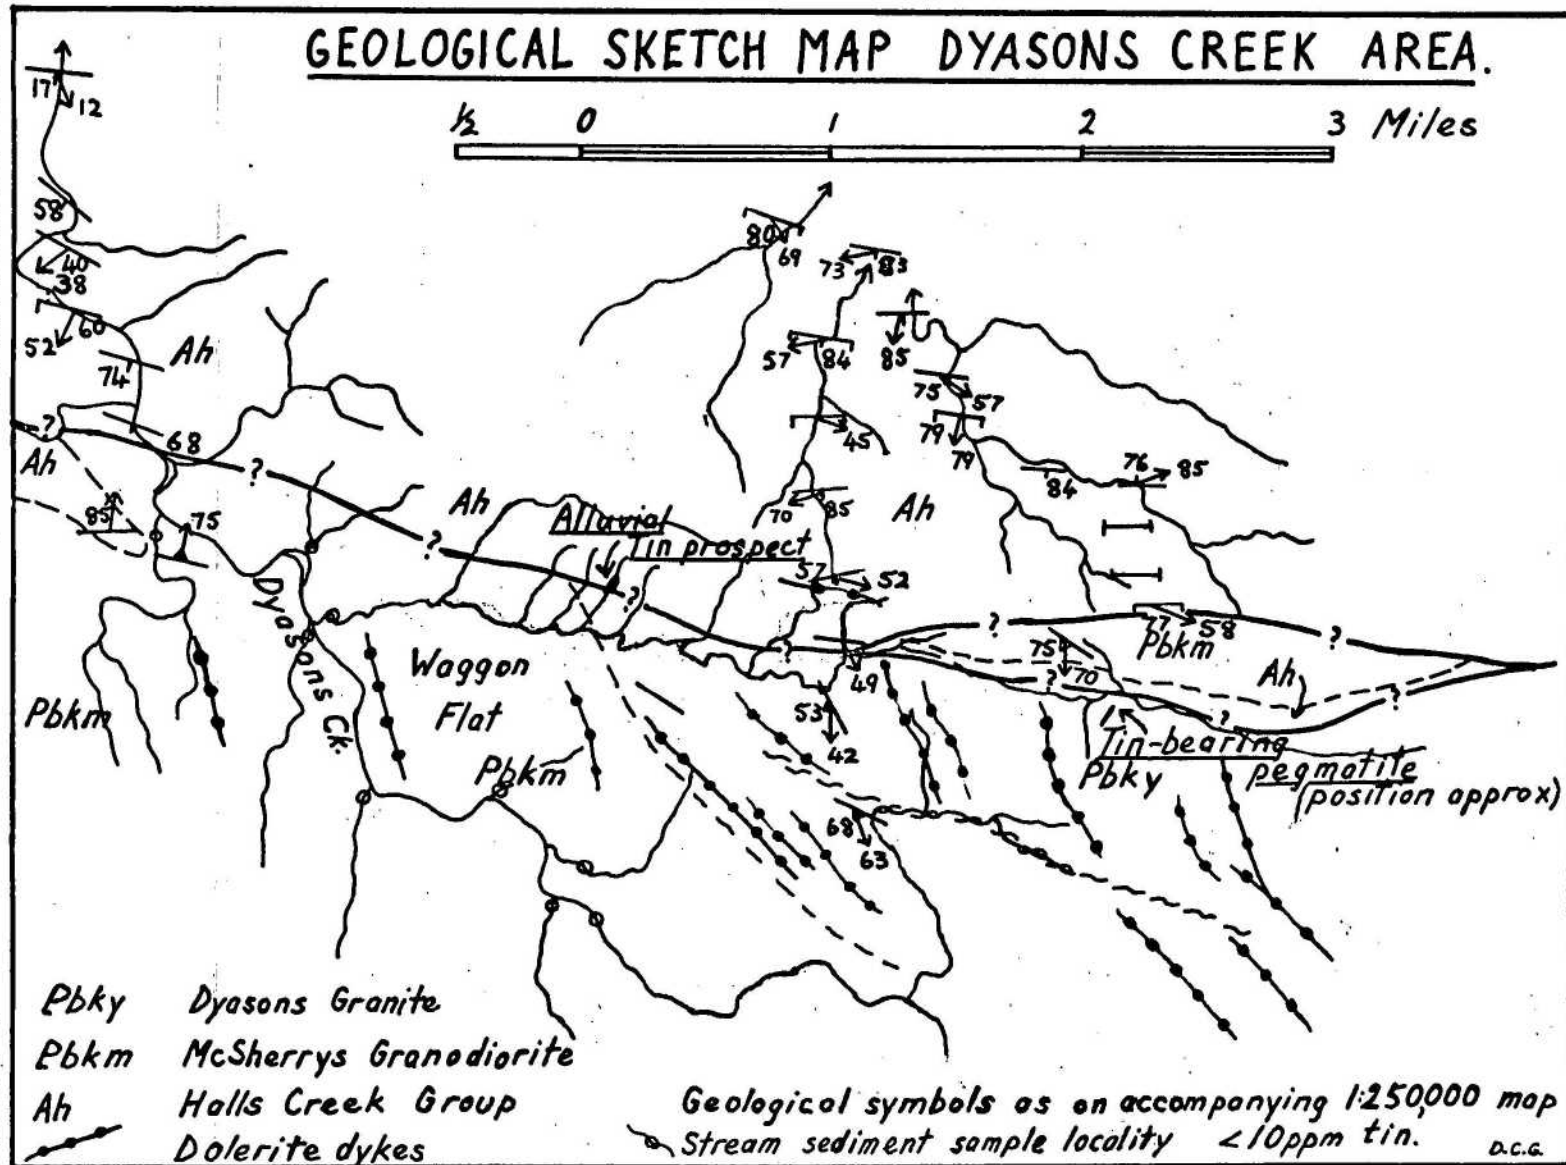 GEOLOGICAL SKETCH MAP DYASONS CREEK AREA.
½ 0 1 2 3 Miles
17
12
58
40
38
60
52
74
Ah
80
69
73
83
57
84
85
75
57
45
79
79
76
85
84
?
68
Ah
?
85
75
Ah
?
70
85
Ah
Alluvial
Tin prospect
57
52
Dyasons Ck.
?
?
?
?
77
58
Pbkm
75
70
?
Ah
?
?
49
Waggon
Flat
Pbkm
Pbkm
53
42
Tin-bearing
pegmatite
(position approx)
Pbky
68
63
Pbky Dyasons Granite
Pbkm McSherrys Granodiorite
Ah Halls Creek Group
Dolerite dykes
Geological symbols as on accompanying 1:250,000 map
Stream sediment sample locality <10ppm tin.
D.C.G.